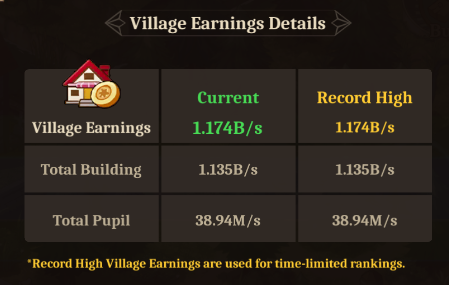 Village Earnings Details
Current
Record High
Village Earnings
1.174B/s
1.174B/s
Total Building
1.135B/s
1.135B/s
Total Pupil
38.94M/s
38.94M/s
*Record High Village Earnings are used for time-limited rankings.